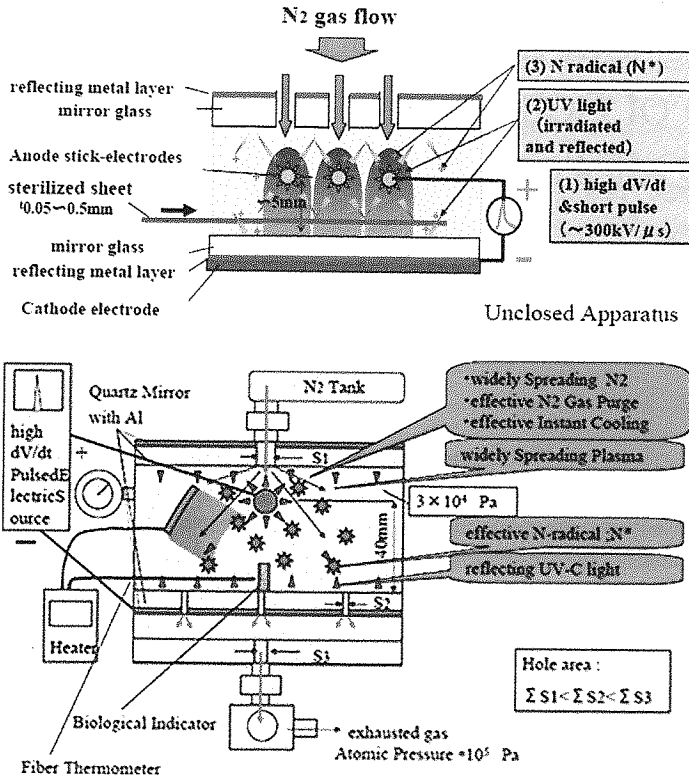 N2 gas flow
reflecting metal layer
mirror glass
(3) N radical (N*)
(2)UV light
(irradiated
and reflected)
Anode stick-electrodes
sterilized sheet
0.05～0.5mm
～5mm
+
(1) high dV/dt
&short pulse
(～300kV/μs)
−
mirror glass
reflecting metal layer
Cathode electrode
Unclosed Apparatus
Quartz Mirror
with Al
N2 Tank
•widely Spreading N2
•effective N2 Gas Purge
•effective Instant Cooling
high
dV/dt
PulsedE
lectricS
ource
+
−
S1
widely Spreading Plasma
3×10⁴ Pa
40mm
effective N-radical :N*
reflecting UV-C light
S2
Heater
S3
Hole area :
ΣS1<ΣS2<ΣS3
Biological Indicator
exhausted gas
Atomic Pressure *10⁵ Pa
Fiber Thermometer